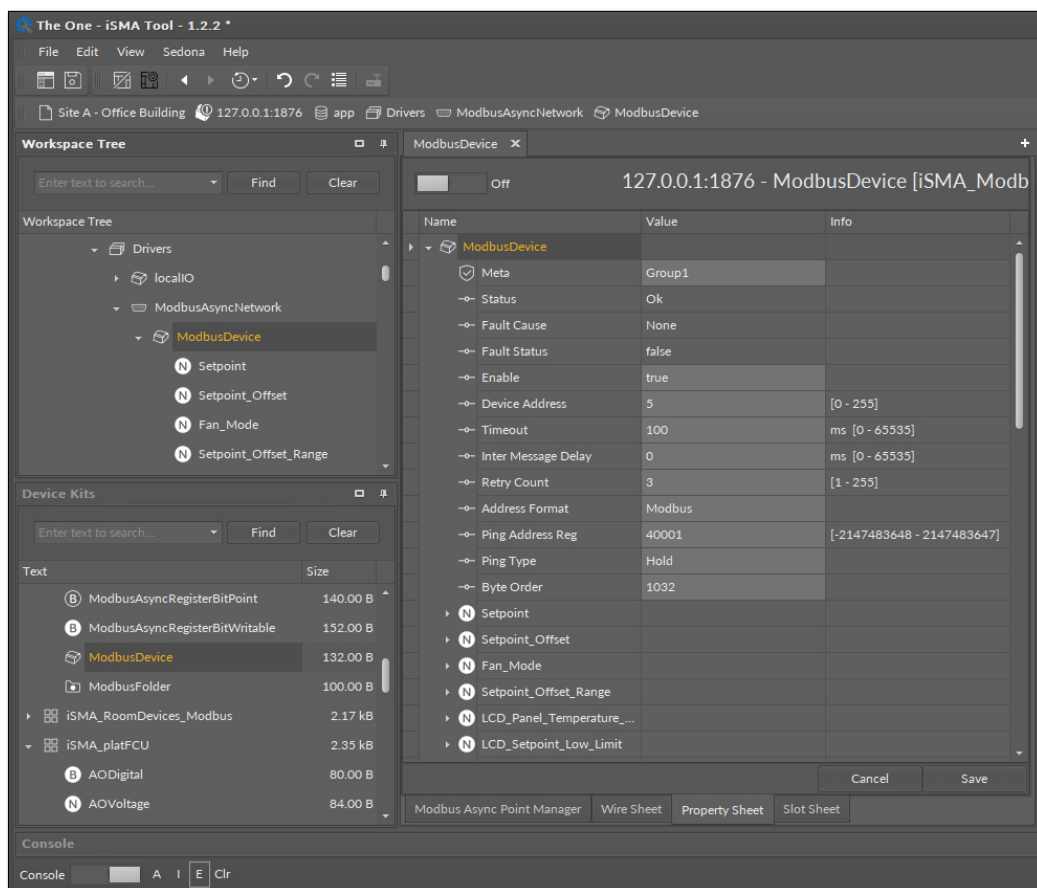 The One - iSMA Tool - 1.2.2 *
File Edit View Sedona Help
Site A - Office Building 127.0.0.1:1876 app Drivers ModbusAsyncNetwork ModbusDevice
Workspace Tree
Enter text to search... Find Clear
Workspace Tree
Drivers
localIO
ModbusAsyncNetwork
ModbusDevice
N Setpoint
N Setpoint_Offset
N Fan_Mode
N Setpoint_Offset_Range
Device Kits
Enter text to search... Find Clear
Text Size
B ModbusAsyncRegisterBitPoint 140.00 B
B ModbusAsyncRegisterBitWritable 152.00 B
ModbusDevice 132.00 B
ModbusFolder 100.00 B
iSMA_RoomDevices_Modbus 2.17 kB
iSMA_platFCU 2.35 kB
B AODigital 80.00 B
N AOVoltage 84.00 B
ModbusDevice X +
Off 127.0.0.1:1876 - ModbusDevice [iSMA_Modb
Name Value Info
ModbusDevice
Meta Group1
Status Ok
Fault Cause None
Fault Status false
Enable true
Device Address 5 [0 - 255]
Timeout 100 ms [0 - 65535]
Inter Message Delay 0 ms [0 - 65535]
Retry Count 3 [1 - 255]
Address Format Modbus
Ping Address Reg 40001 [-2147483648 - 2147483647]
Ping Type Hold
Byte Order 1032
N Setpoint
N Setpoint_Offset
N Fan_Mode
N Setpoint_Offset_Range
N LCD_Panel_Temperature_...
N LCD_Setpoint_Low_Limit
Cancel Save
Modbus Async Point Manager Wire Sheet Property Sheet Slot Sheet
Console
Console A I E Clr